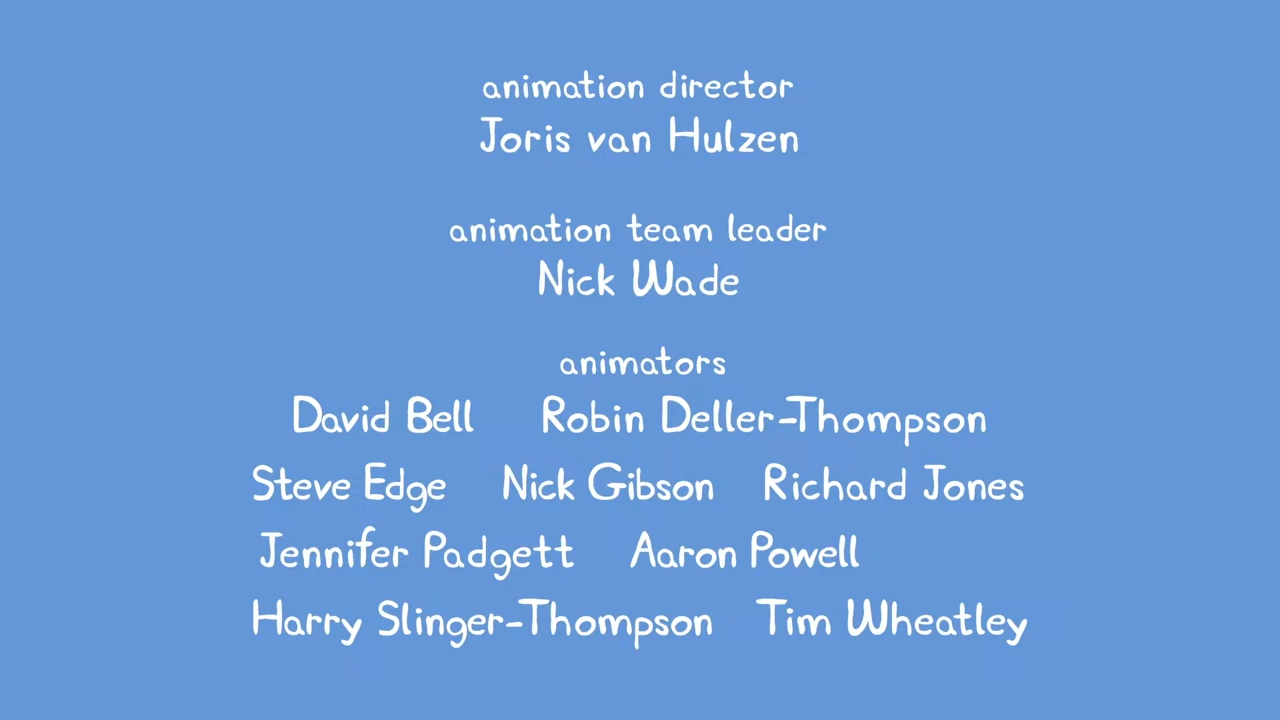 animation director
Joris van Hulzen
animation team leader
Nick Wade
animators
David Bell Robin Deller-Thompson
Steve Edge Nick Gibson Richard Jones
Jennifer Padgett Aaron Powell
Harry Slinger-Thompson Tim Wheatley